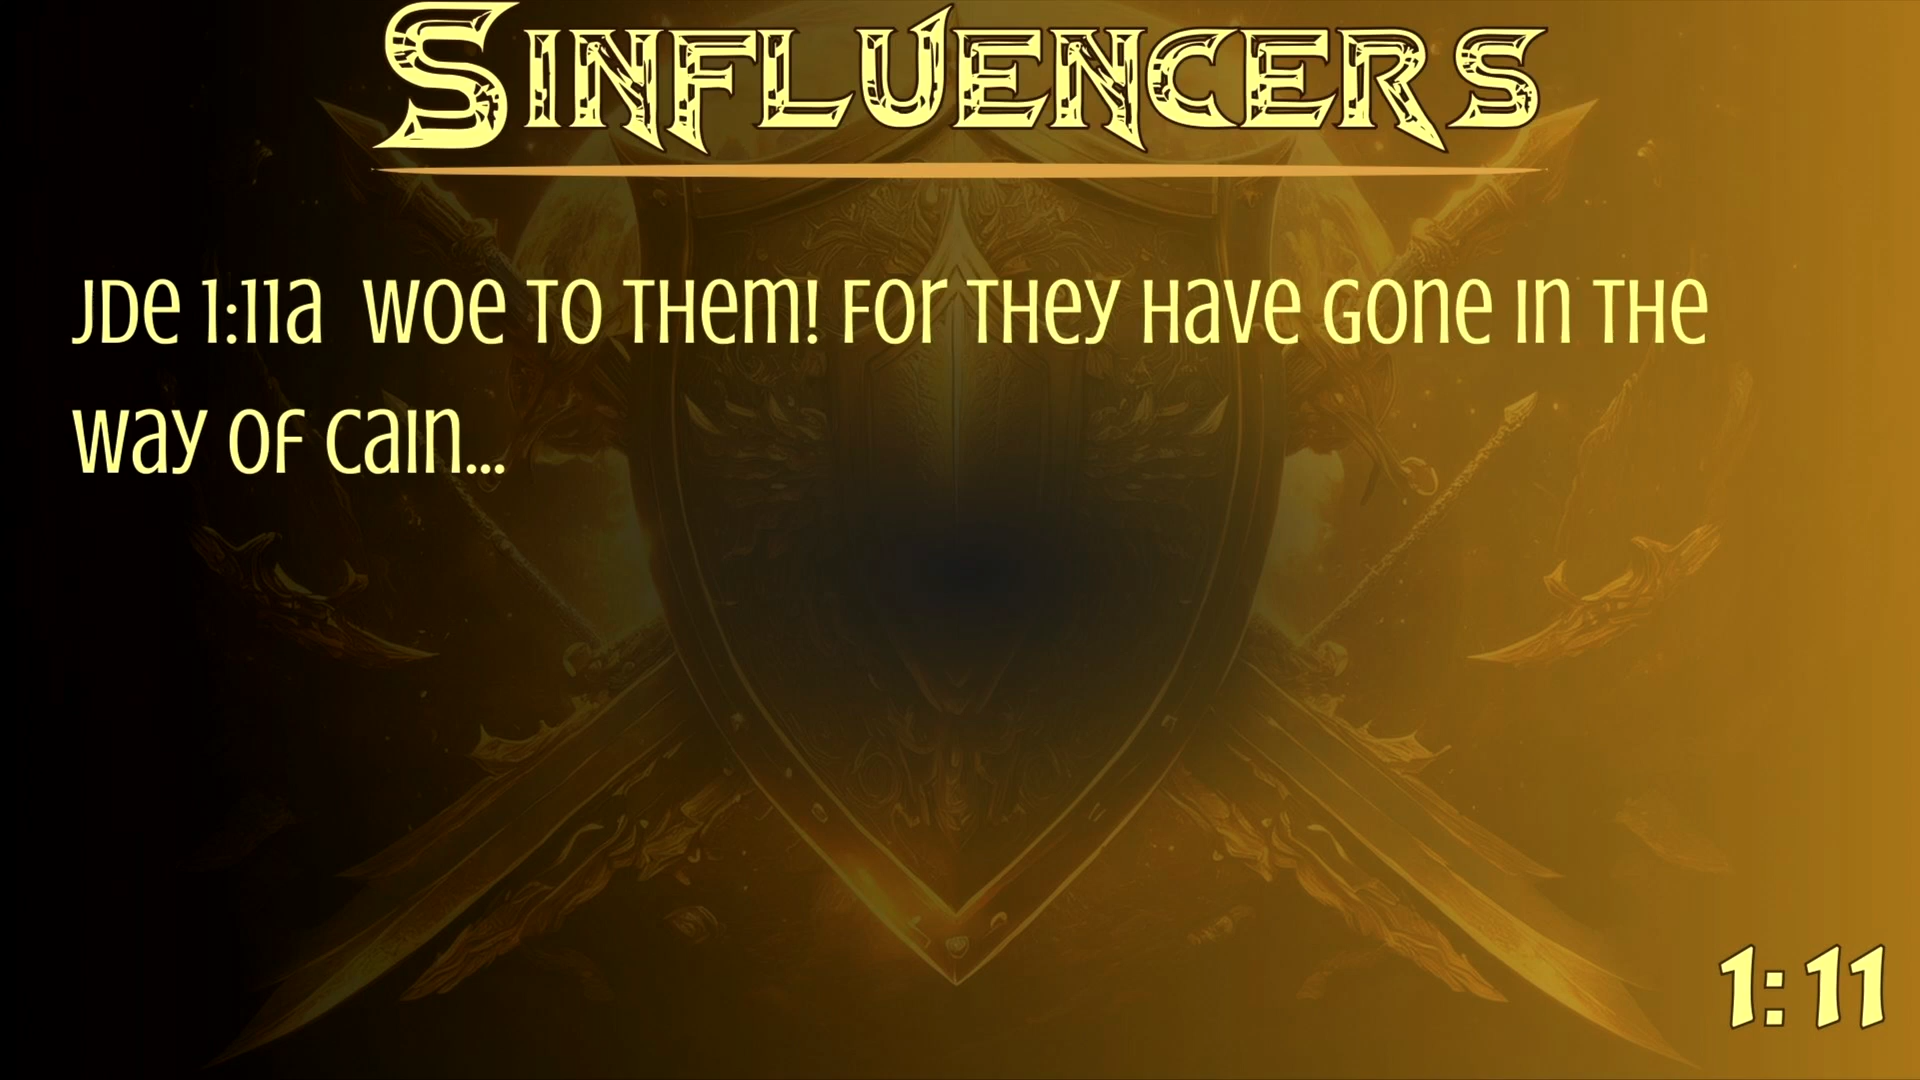 Sinfluencers
Jde 1:11a  Woe to them! For they have gone in the
way of Cain...
1:11